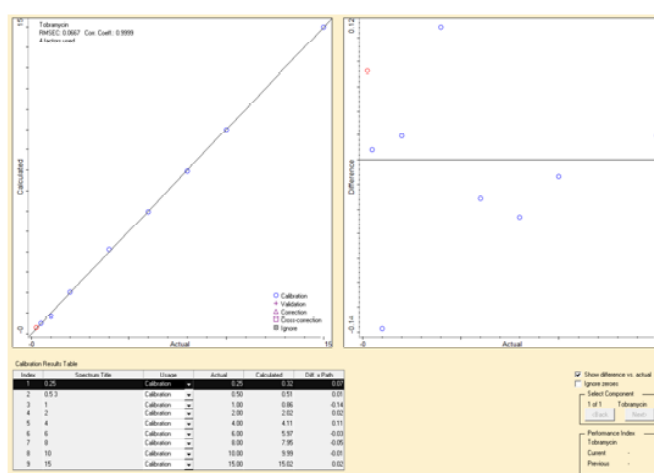 15
Tobramycin
RMSEC: 0.0667 Corr. Coeff.: 0.9999
4 factors used
Calculated
-0
Calibration
Validation
Correction
Cross-correction
Ignore
-0
Actual
15
0.12
Difference
-0.14
-0
Actual
Calibration Results Table
Index Spectrum Title Usage Actual Calculated Diff. x Path
1 0.25 Calibration 0.25 0.32 0.07
2 0.5 3 Calibration 0.50 0.51 0.01
3 1 Calibration 1.00 0.86 -0.14
4 2 Calibration 2.00 2.02 0.02
5 4 Calibration 4.00 4.11 0.11
6 6 Calibration 6.00 5.97 -0.03
7 8 Calibration 8.00 7.95 -0.05
8 10 Calibration 10.00 9.99 -0.01
9 15 Calibration 15.00 15.02 0.02
Show difference vs. actual
Ignore zeroes
Select Component
1 of 1 Tobramycin
<Back Next>
Performance Index
Tobramycin
Current -
Previous -